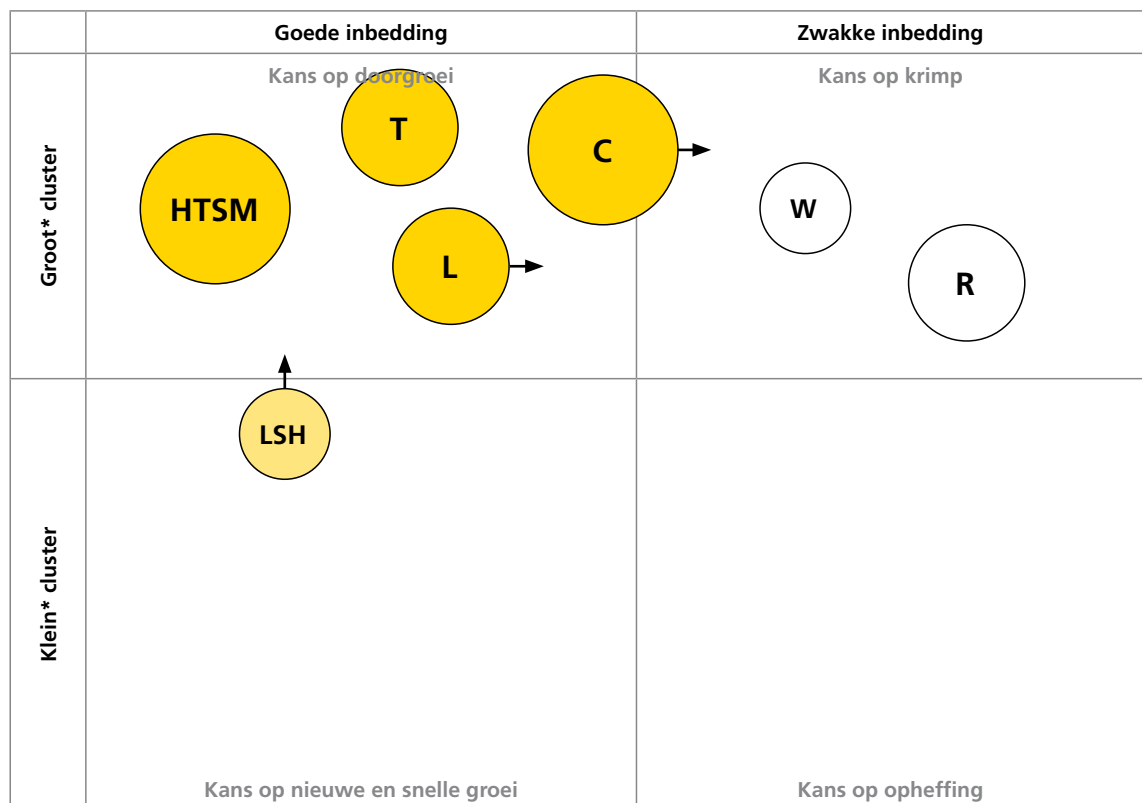 Goede inbedding
Zwakke inbedding
Groot* cluster
Kans op doorgroei
Kans op krimp
T
C
HTSM
W
L
R
Klein* cluster
LSH
Kans op nieuwe en snelle groei
Kans op opheffing